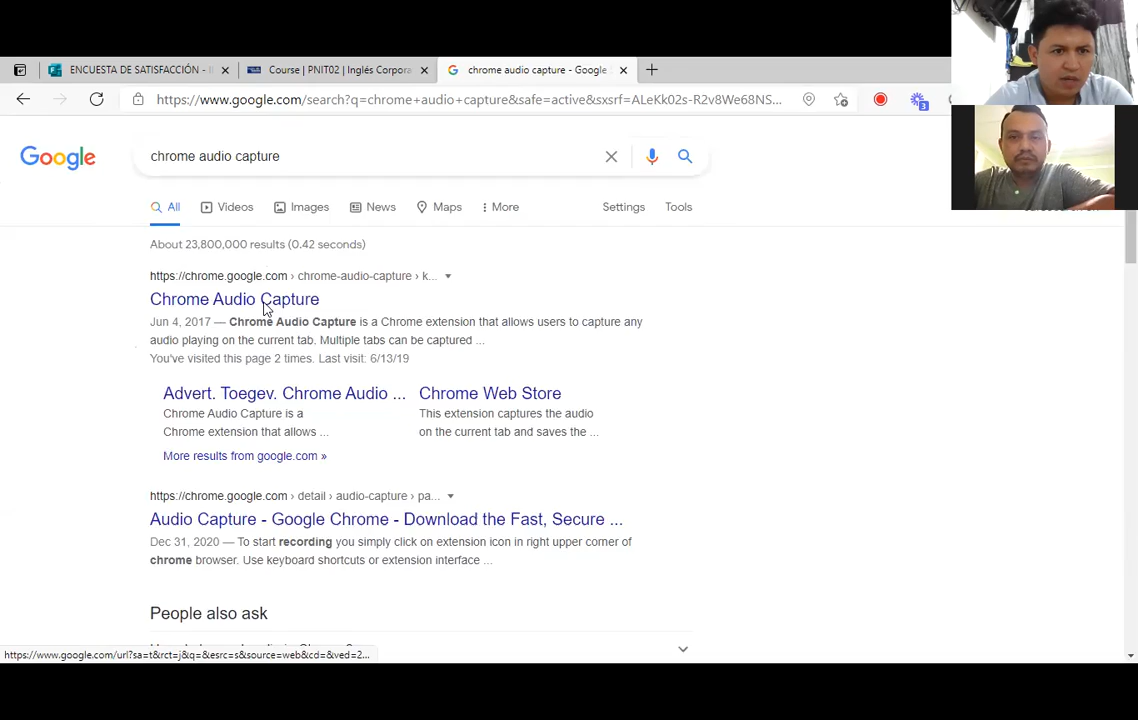 ENCUESTA DE SATISFACCIÓN - I
Course | PNIT02 | Inglés Corpora
chrome audio capture - Google
https://www.google.com/search?q=chrome+audio+capture&safe=active&sxsrf=ALeKk02s-R2v8We68NS...
3
Google
chrome audio capture
All
Videos
Images
News
Maps
More
Settings
Tools
About 23,800,000 results (0.42 seconds)
https://chrome.google.com › chrome-audio-capture › k...
Chrome Audio Capture
Jun 4, 2017 — Chrome Audio Capture is a Chrome extension that allows users to capture any
audio playing on the current tab. Multiple tabs can be captured ...
You've visited this page 2 times. Last visit: 6/13/19
Advert. Toegev. Chrome Audio ...
Chrome Audio Capture is a
Chrome extension that allows ...
Chrome Web Store
This extension captures the audio
on the current tab and saves the ...
More results from google.com »
https://chrome.google.com › detail › audio-capture › pa...
Audio Capture - Google Chrome - Download the Fast, Secure ...
Dec 31, 2020 — To start recording you simply click on extension icon in right upper corner of
chrome browser. Use keyboard shortcuts or extension interface ...
People also ask
https://www.google.com/url?sa=t&rct=j&q=&esrc=s&source=web&cd=&ved=2...